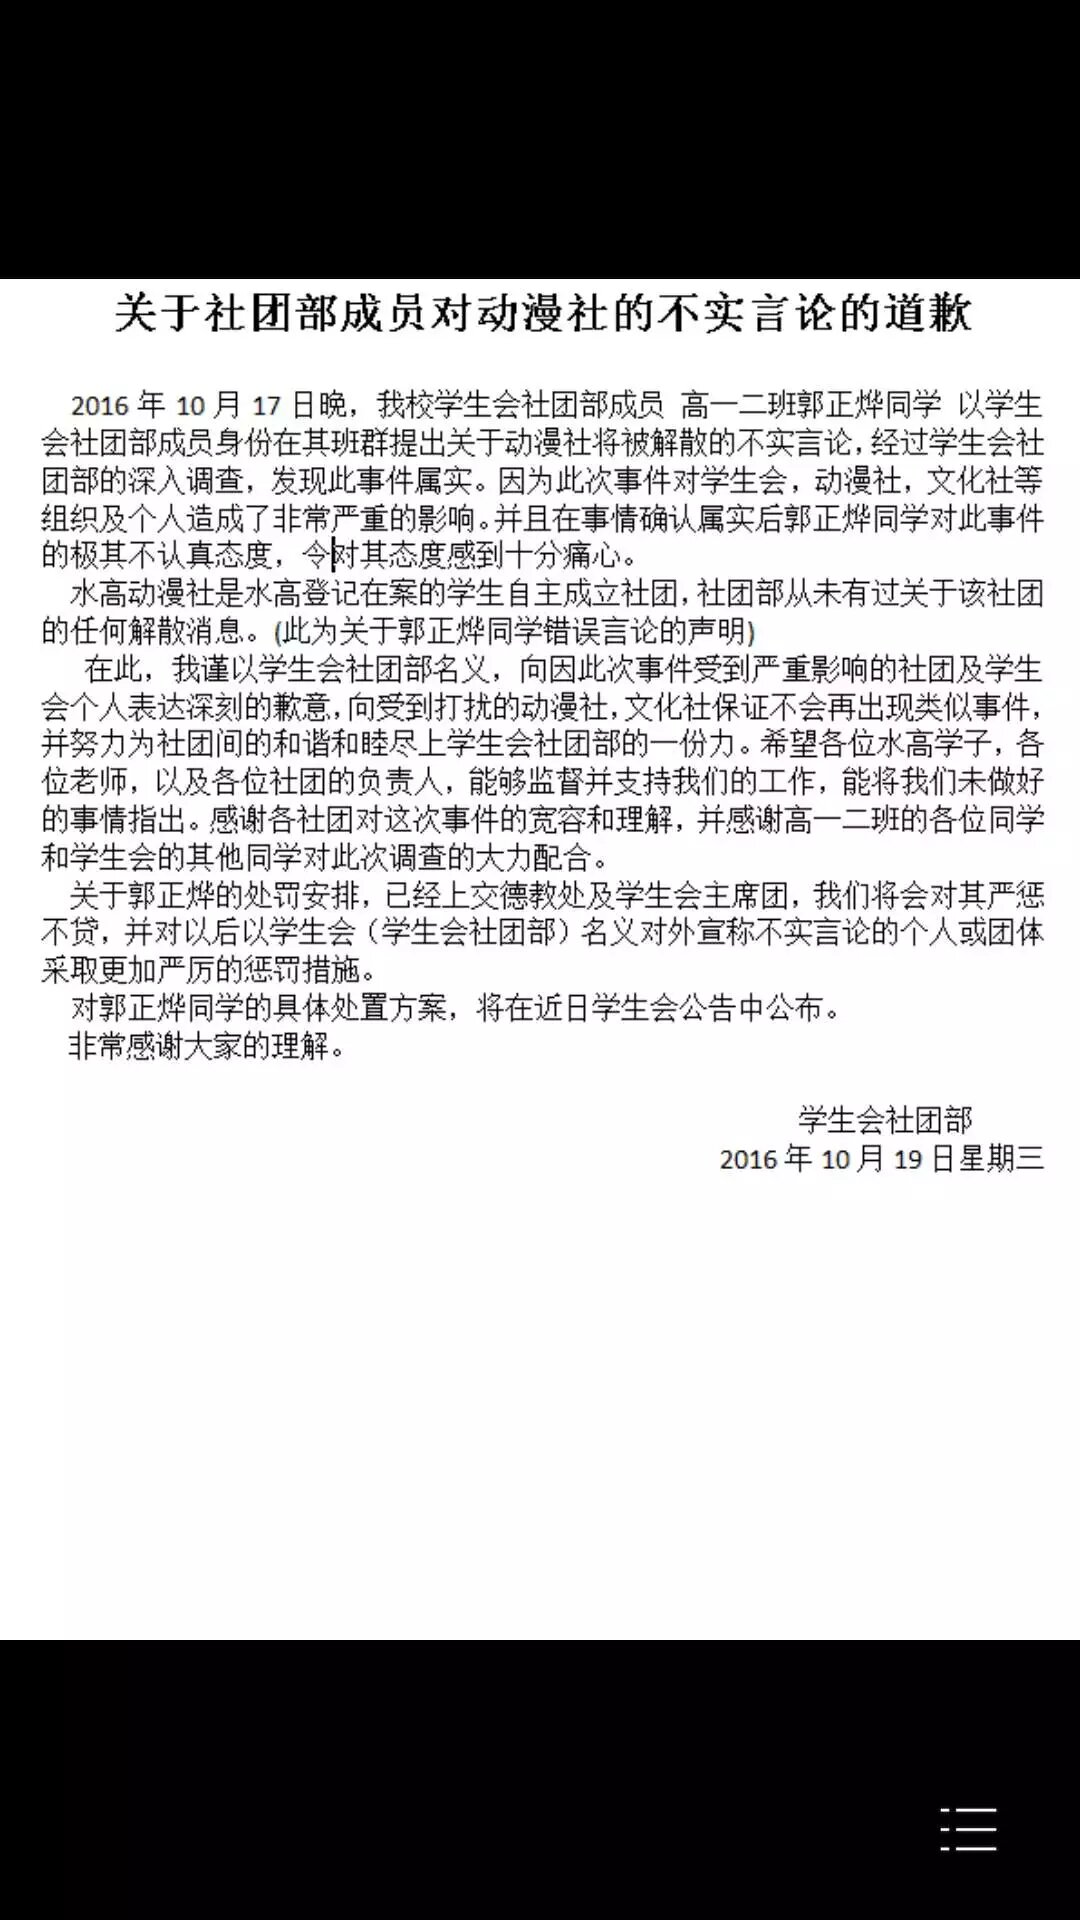 关于社团部成员对动漫社的不实言论的道歉
2016 年 10 月 17 日晚，我校学生会社团部成员 高一二班郭正烨同学 以学生
会社团部成员身份在其班群提出关于动漫社将被解散的不实言论，经过学生会社
团部的深入调查，发现此事件属实。因为此次事件对学生会，动漫社，文化社等
组织及个人造成了非常严重的影响。并且在事情确认属实后郭正烨同学对此事件
的极其不认真态度，令对其态度感到十分痛心。
水高动漫社是水高登记在案的学生自主成立社团，社团部从未有过关于该社团
的任何解散消息。(此为关于郭正烨同学错误言论的声明)
在此，我谨以学生会社团部名义，向因此次事件受到严重影响的社团及学生
会个人表达深刻的歉意，向受到打扰的动漫社，文化社保证不会再出现类似事件，
并努力为社团间的和谐和睦尽上学生会社团部的一份力。希望各位水高学子，各
位老师，以及各位社团的负责人，能够监督并支持我们的工作，能将我们未做好
的事情指出。感谢各社团对这次事件的宽容和理解，并感谢高一二班的各位同学
和学生会的其他同学对此次调查的大力配合。
关于郭正烨的处罚安排，已经上交德教处及学生会主席团，我们将会对其严惩
不贷，并对以后以学生会（学生会社团部）名义对外宣称不实言论的个人或团体
采取更加严厉的惩罚措施。
对郭正烨同学的具体处置方案，将在近日学生会公告中公布。
非常感谢大家的理解。
学生会社团部
2016 年 10 月 19 日星期三